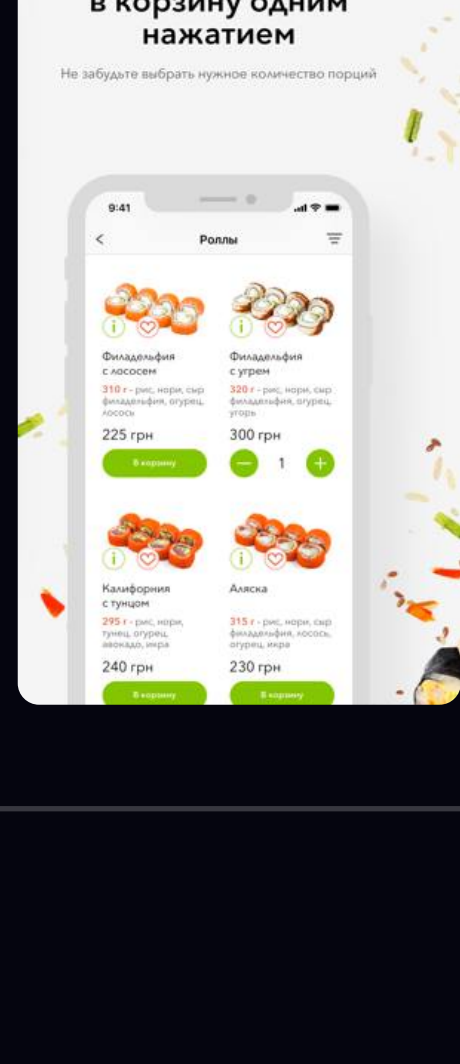 в корзину одним
нажатием
Не забудьте выбрать нужное количество порций
9:41
Роллы
Филадельфия
с лососем
310 г - рис, нори, сыр
филадельфия, огурец,
лосось
225 грн
В корзину
Филадельфия
с угрем
320 г - рис, нори, сыр
филадельфия, огурец,
угорь
300 грн
1
Калифорния
с тунцом
295 г - рис, нори,
тунец, огурец,
авокадо, икра
240 грн
В корзину
Аляска
315 г - рис, нори, сыр
филадельфия, лосось,
огурец, икра
230 грн
В корзину